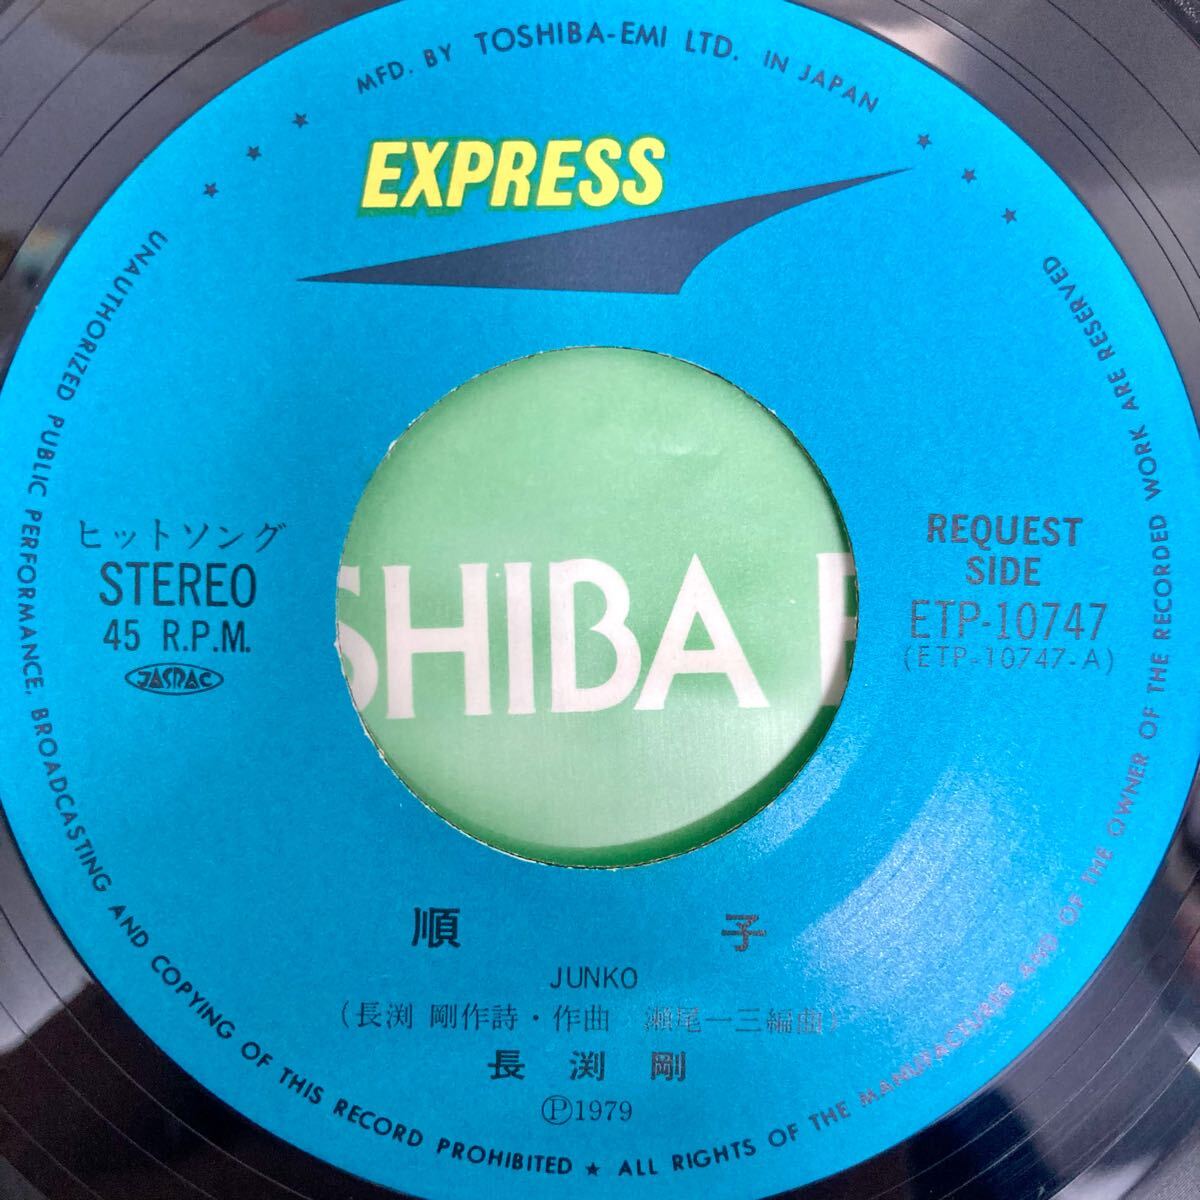 MFD. BY TOSHIBA-EMI LTD. IN JAPAN
★ ★ ★ ★ ★ ★
EXPRESS
ヒットソング
STEREO
45 R.P.M.
JASRAC
SHIBA E
REQUEST
SIDE
ETP-10747
(ETP-10747-A)
順 子
JUNKO
(長渕 剛作詩・作曲 瀬尾一三編曲)
長 渕 剛
Ⓟ1979
UNAUTHORIZED PUBLIC PERFORMANCE, BROADCASTING AND COPYING OF THIS RECORD PROHIBITED ★ ALL RIGHTS OF THE MANUFACTURER AND OF THE OWNER OF THE RECORDED WORK ARE RESERVED